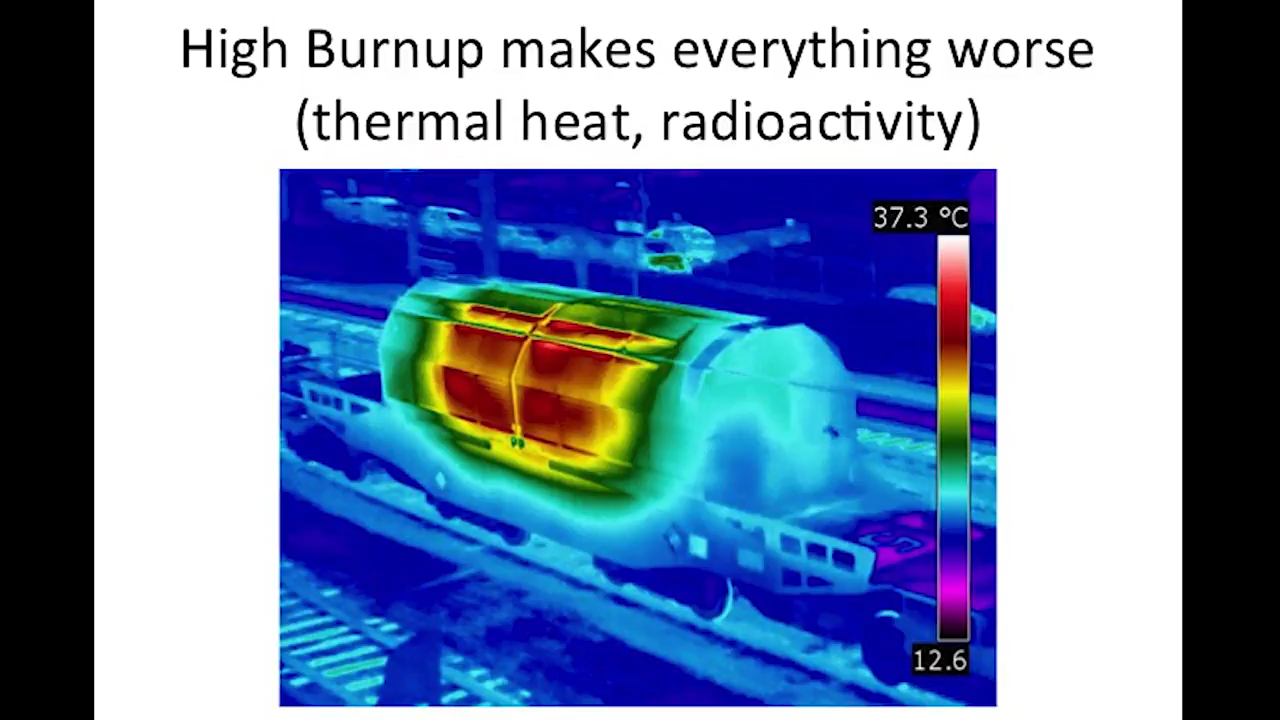 High Burnup makes everything worse
(thermal heat, radioactivity)
37.3 °C
12.6